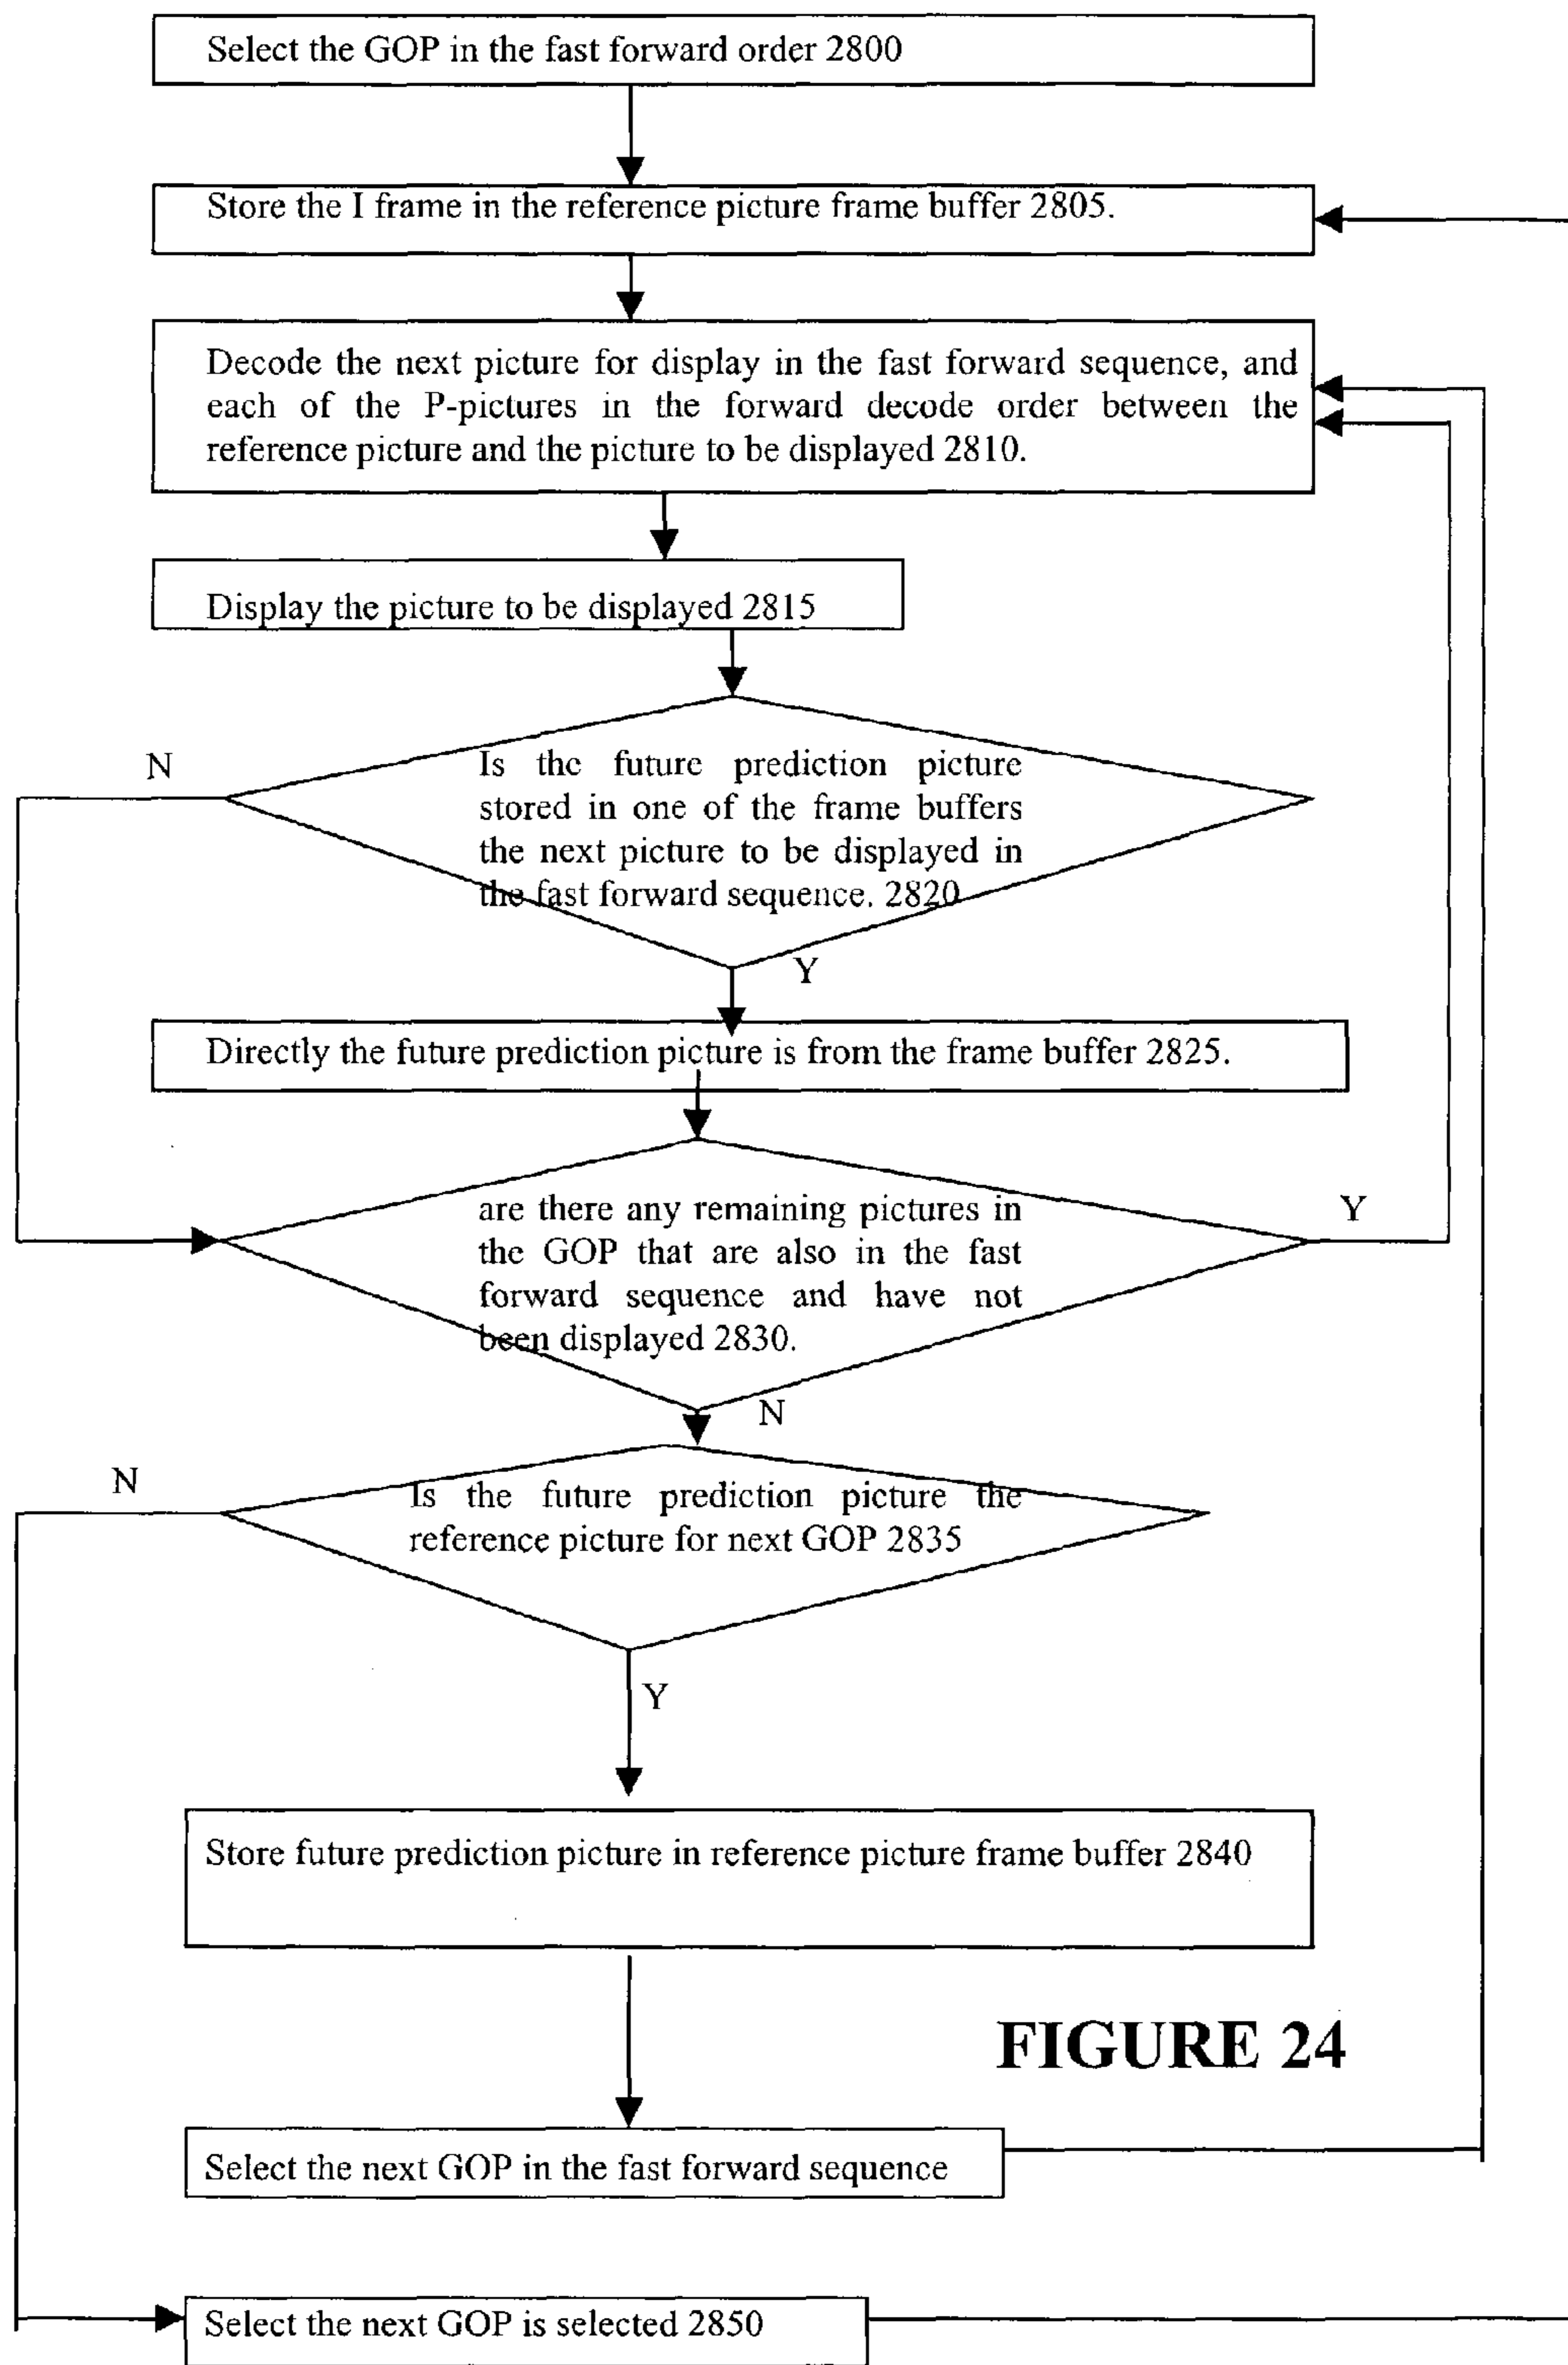 Select the GOP in the fast forward order 2800
Store the I frame in the reference picture frame buffer 2805.
Decode the next picture for display in the fast forward sequence, and
each of the P-pictures in the forward decode order between the
reference picture and the picture to be displayed 2810.
Display the picture to be displayed 2815
N
Is the future prediction picture
stored in one of the frame buffers
the next picture to be displayed in
the fast forward sequence. 2820
Y
Directly the future prediction picture is from the frame buffer 2825.
are there any remaining pictures in
the GOP that are also in the fast
forward sequence and have not
been displayed 2830.
Y
N
N
Is the future prediction picture the
reference picture for next GOP 2835
Y
Store future prediction picture in reference picture frame buffer 2840
FIGURE 24
Select the next GOP in the fast forward sequence
Select the next GOP is selected 2850